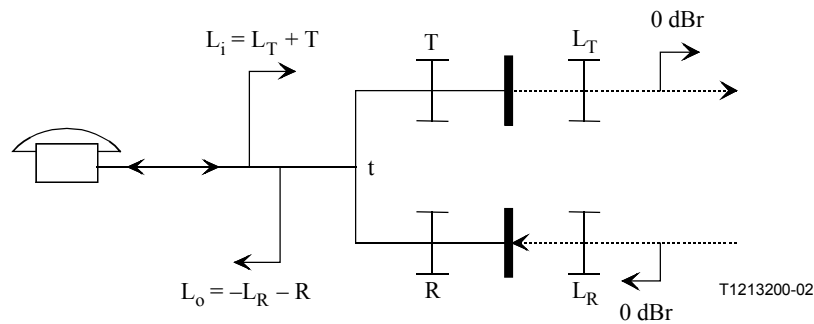 0 dBr
Li = LT + T
T
LT
t
R
LR
Lo = –LR – R
0 dBr
T1213200-02